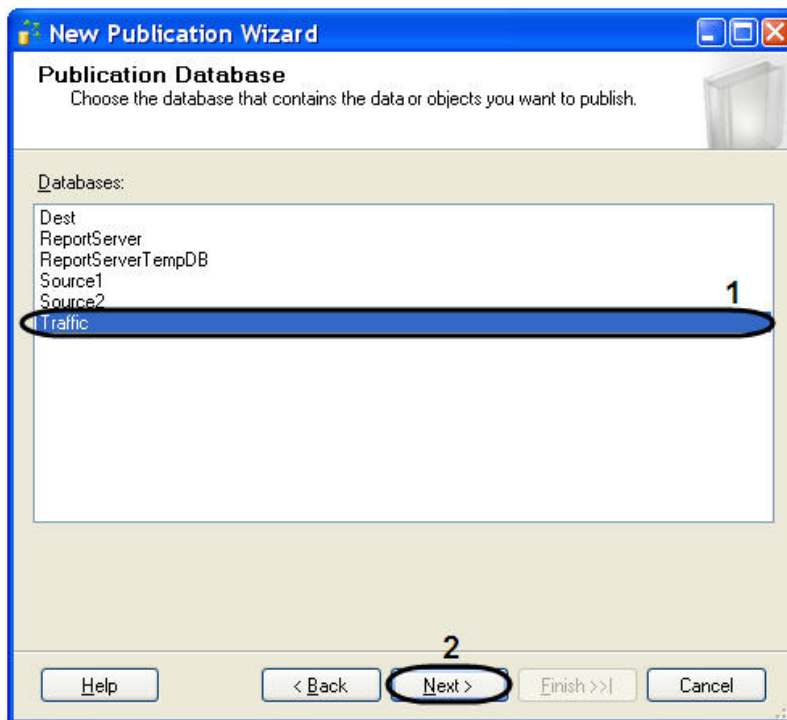 New Publication Wizard
Publication Database
Choose the database that contains the data or objects you want to publish.
Databases:
Dest
ReportServer
ReportServerTempDB
Source1
Source2
1
Traffic
2
Help
< Back
Next >
Finish >>|
Cancel